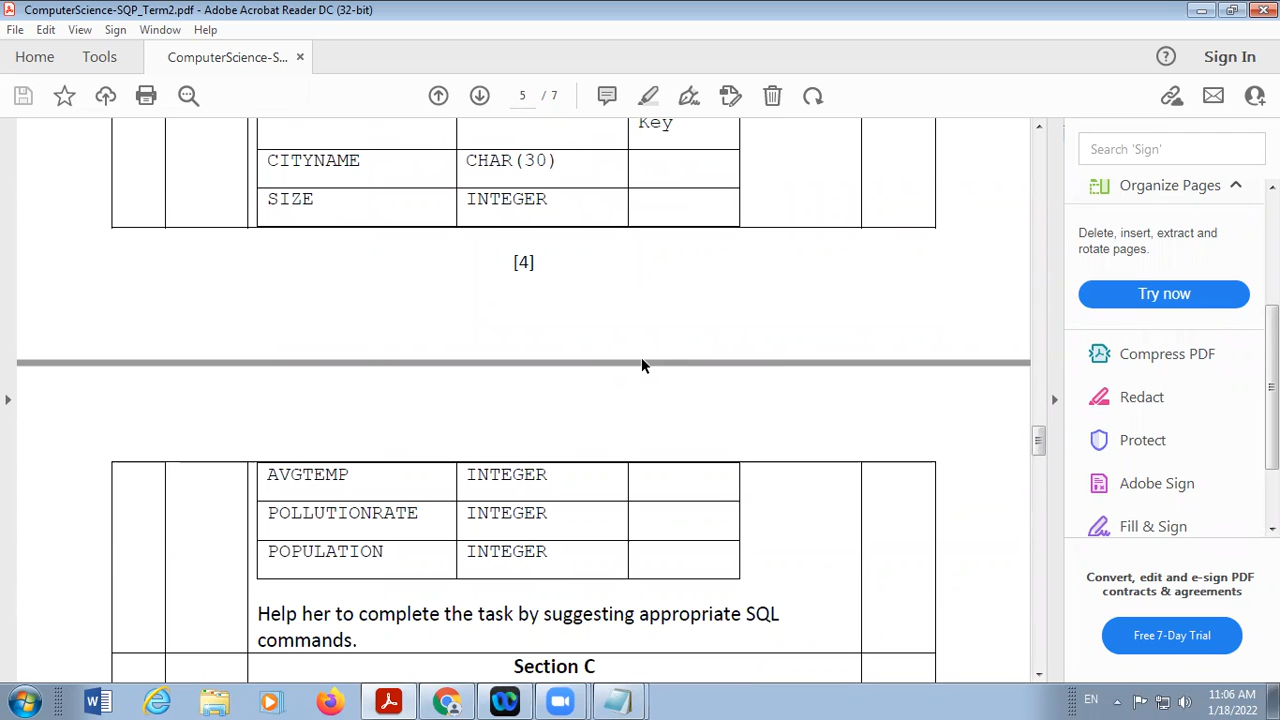 ComputerScience-SQP_Term2.pdf - Adobe Acrobat Reader DC (32-bit)
File Edit View Sign Window Help
Home Tools ComputerScience-S... × Sign In
5 / 7
Key
CITYNAME CHAR(30)
SIZE INTEGER
[4]
AVGTEMP INTEGER
POLLUTIONRATE INTEGER
POPULATION INTEGER
Help her to complete the task by suggesting appropriate SQL
commands.
Section C
Search 'Sign'
Organize Pages
Delete, insert, extract and
rotate pages.
Try now
Compress PDF
Redact
Protect
Adobe Sign
Fill & Sign
Convert, edit and e-sign PDF
contracts & agreements
Free 7-Day Trial
EN 11:06 AM
1/18/2022